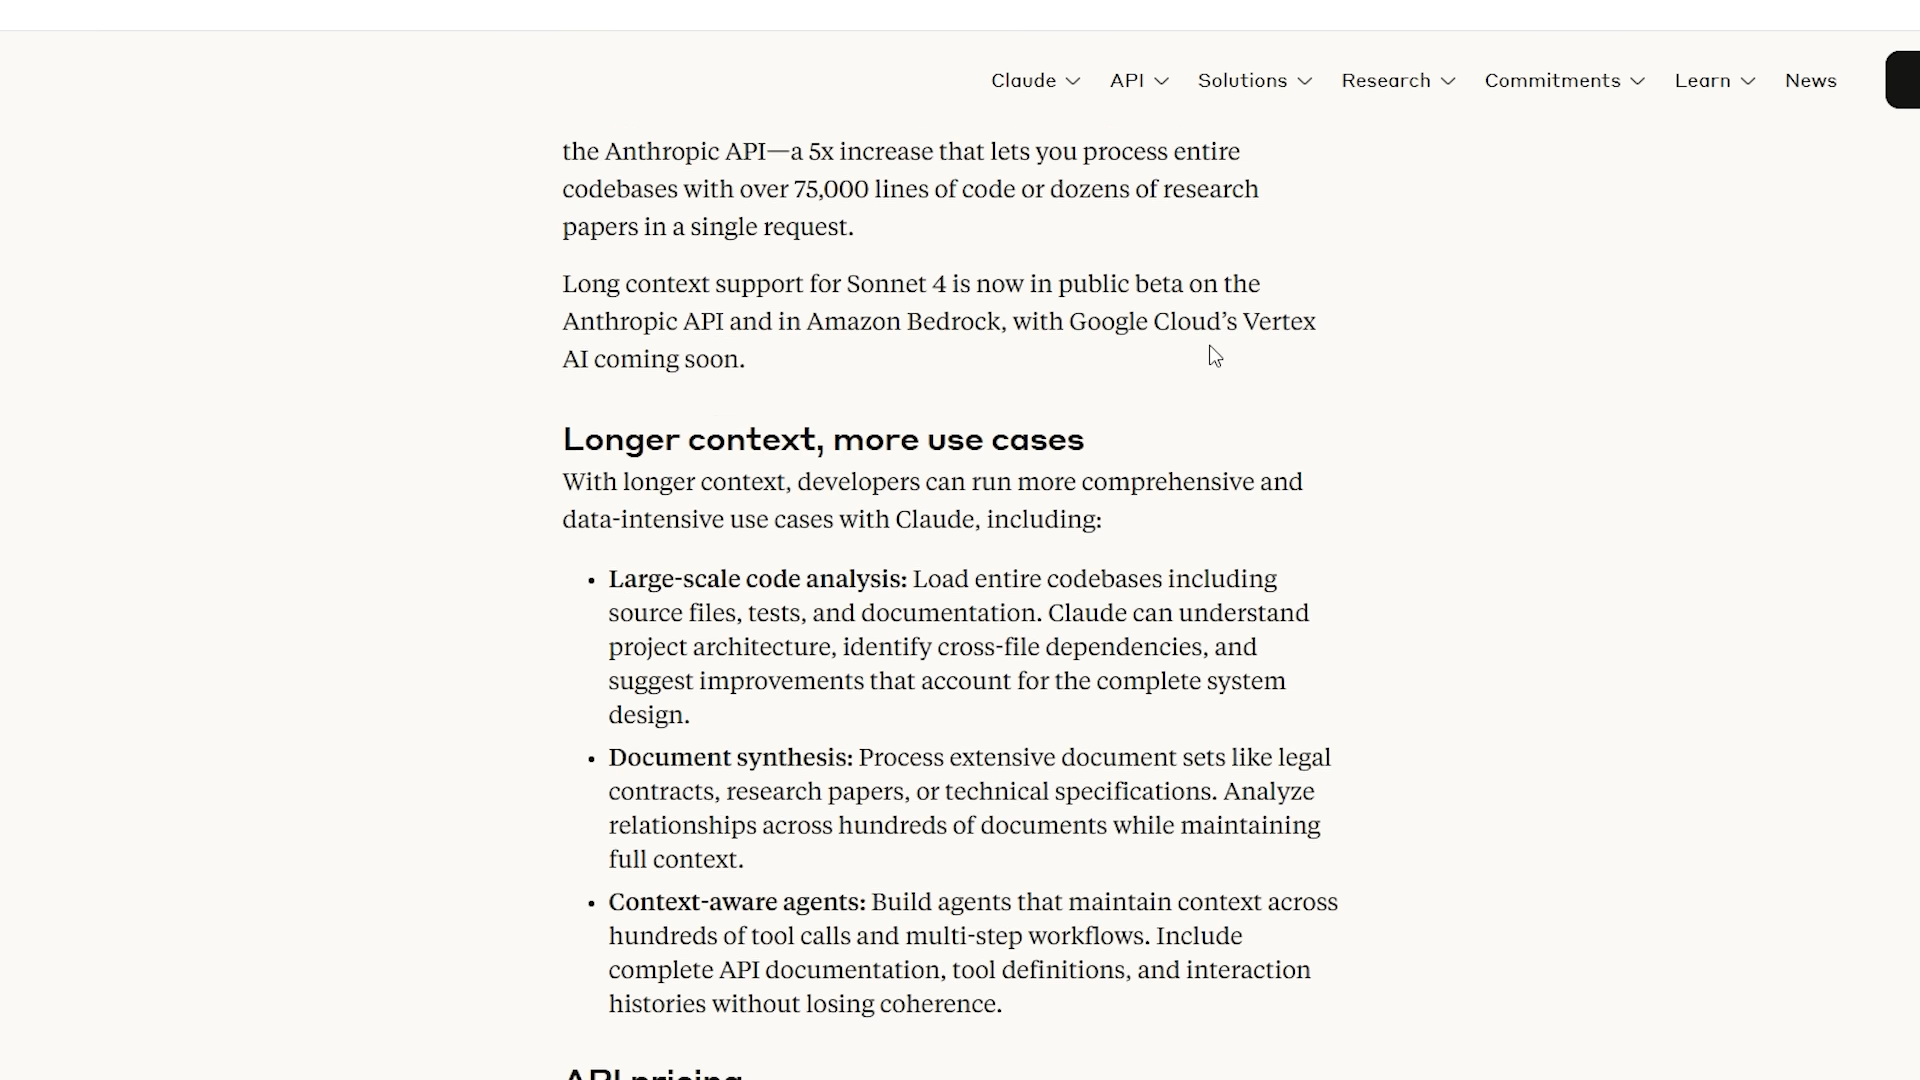 Claude
API
Solutions
Research
Commitments
Learn
News
the Anthropic API—a 5x increase that lets you process entire
codebases with over 75,000 lines of code or dozens of research
papers in a single request.
Long context support for Sonnet 4 is now in public beta on the
Anthropic API and in Amazon Bedrock, with Google Cloud’s Vertex
AI coming soon.
Longer context, more use cases
With longer context, developers can run more comprehensive and
data-intensive use cases with Claude, including:
• Large-scale code analysis: Load entire codebases including
source files, tests, and documentation. Claude can understand
project architecture, identify cross-file dependencies, and
suggest improvements that account for the complete system
design.
• Document synthesis: Process extensive document sets like legal
contracts, research papers, or technical specifications. Analyze
relationships across hundreds of documents while maintaining
full context.
• Context-aware agents: Build agents that maintain context across
hundreds of tool calls and multi-step workflows. Include
complete API documentation, tool definitions, and interaction
histories without losing coherence.
API pricing